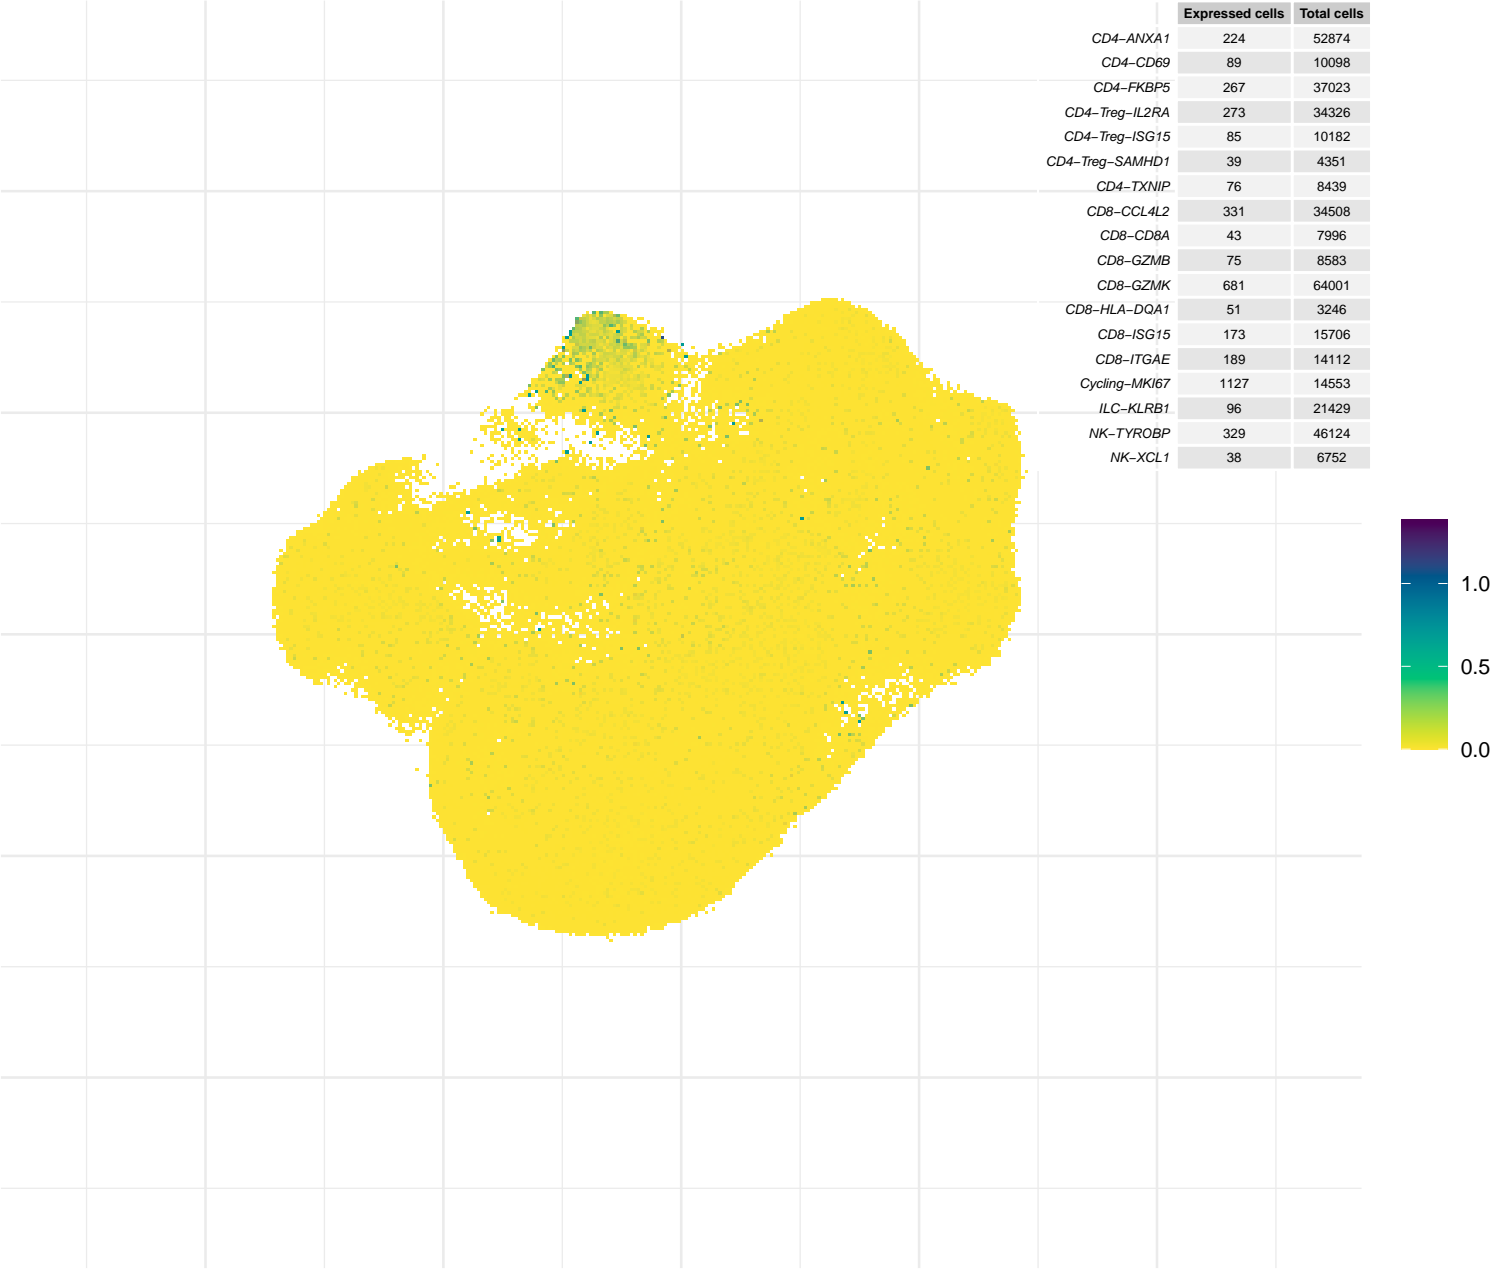 Expressed cells Total cells
CD4−ANXA1 224 52874
CD4−CD69 89 10098
CD4−FKBP5 267 37023
CD4−Treg−IL2RA 273 34326
CD4−Treg−ISG15 85 10182
CD4−Treg−SAMHD1 39 4351
CD4−TXNIP 76 8439
CD8−CCL4L2 331 34508
CD8−CD8A 43 7996
CD8−GZMB 75 8583
CD8−GZMK 681 64001
CD8−HLA−DQA1 51 3246
CD8−ISG15 173 15706
CD8−ITGAE 189 14112
Cycling−MKI67 1127 14553
ILC−KLRB1 96 21429
NK−TYROBP 329 46124
NK−XCL1 38 6752
1.0
0.5
0.0